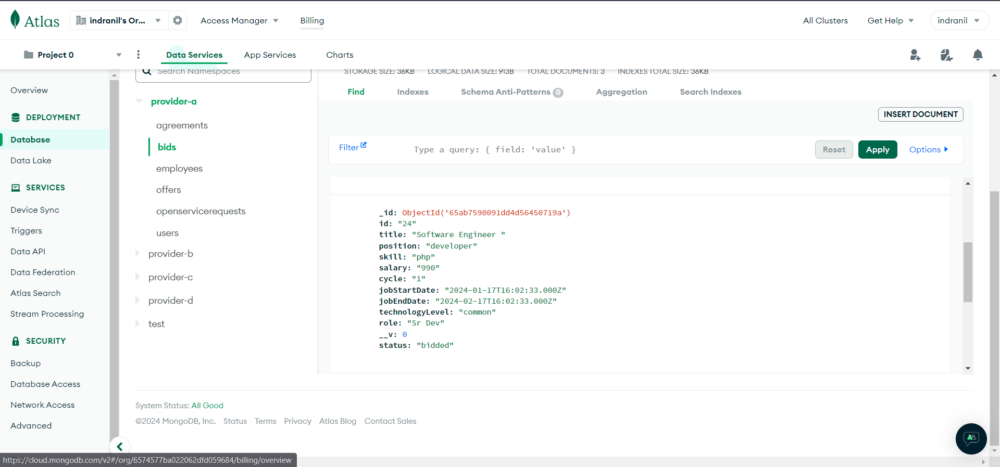 Atlas
indranil's Or...
Access Manager
Billing
All Clusters
Get Help
indranil
Project 0
Data Services
App Services
Charts
Search Namespaces
STORAGE SIZE: 36KB LOGICAL DATA SIZE: 913B TOTAL DOCUMENTS: 3 INDEXES TOTAL SIZE: 36KB
Overview
DEPLOYMENT
Database
Data Lake
SERVICES
Device Sync
Triggers
Data API
Data Federation
Atlas Search
Stream Processing
SECURITY
Backup
Database Access
Network Access
Advanced
provider-a
agreements
bids
employees
offers
openservicerequests
users
provider-b
provider-c
provider-d
test
Find
Indexes
Schema Anti-Patterns 0
Aggregation
Search Indexes
INSERT DOCUMENT
Filter
Type a query: { field: 'value' }
Reset
Apply
Options
_id: ObjectId('65ab7590091dd4d56450719a')
id: "24"
title: "Software Engineer "
position: "developer"
skill: "php"
salary: "990"
cycle: "1"
jobStartDate: "2024-01-17T16:02:33.000Z"
jobEndDate: "2024-02-17T16:02:33.000Z"
technologyLevel: "common"
role: "Sr Dev"
__v: 0
status: "bidded"
System Status: All Good
©2024 MongoDB, Inc. Status Terms Privacy Atlas Blog Contact Sales
https://cloud.mongodb.com/v2#/org/6574577ba022062dfd059684/billing/overview